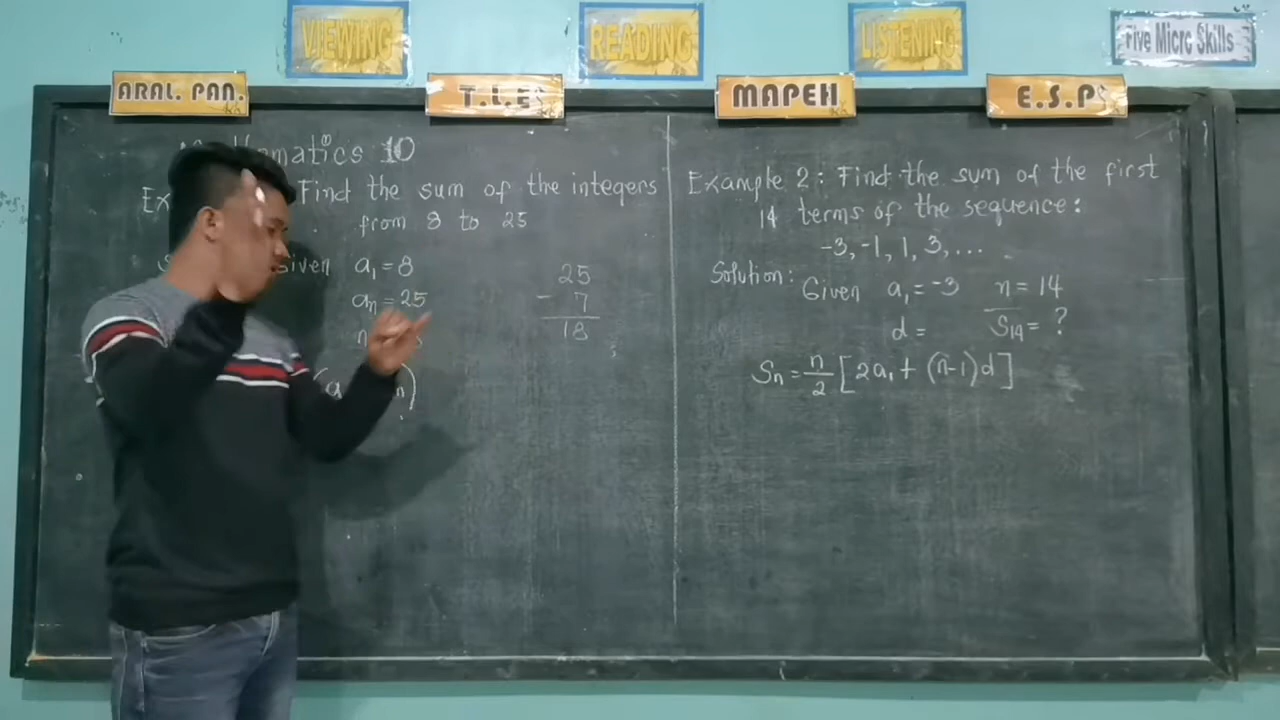 VIEWING
READING
LISTENING
Five Micro Skills
ARAL. PAN.
T.L.E
MAPEH
E.S.P
matics 10
Find the sum of the integers
from 8 to 25
a₁ = 8
aₙ = 25
25
- 7
18
Example 2: Find the sum of the first
14 terms of the sequence:
-3, -1, 1, 3, ...
Solution: Given a₁ = -3 n = 14
d = S₁₄ = ?
Sₙ = n/2 [2a₁ + (n-1)d]